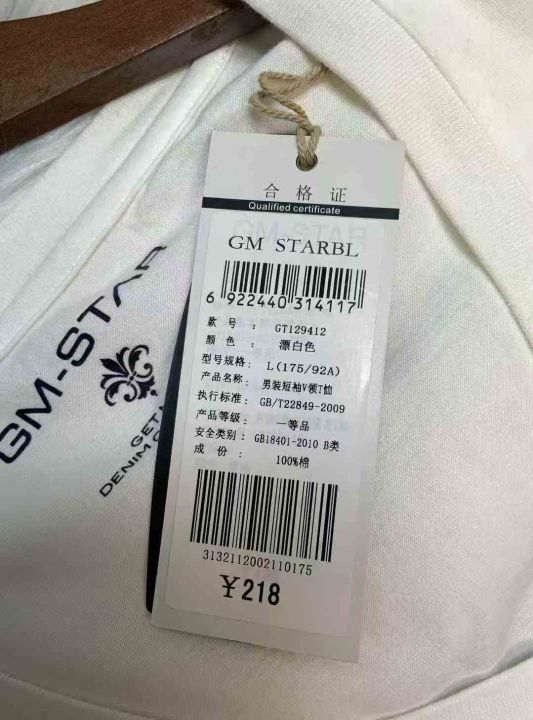 合格证
Qualified certificate
GM STARBL
6 922440 314117
款号: GT129412
颜色: 漂白色
型号规格: L(175/92A)
产品名称: 男装短袖V领T恤
执行标准: GB/T22849-2009
产品等级: 一等品
安全类别: GB18401-2010 B类
成份: 100%棉
3132112002110175
¥218
GM-STAR
DENIM